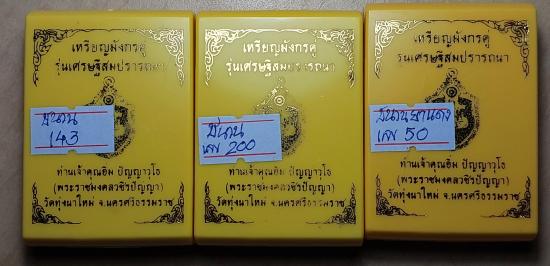 เหรียญมังกรคู่
รุ่นเศรษฐีสมปรารถนา
ชนวน
143
ท่านเจ้าคุณอิม ปัญญาวุโธ
(พระราชมงคลวชิรปัญญา)
วัดทุ่งนาใหม่ จ.นครศรีธรรมราช
เหรียญมังกรคู่
รุ่นเศรษฐีสมปรารถนา
ชนวน
เลข 200
ท่านเจ้าคุณอิม ปัญญาวุโธ
(พระราชมงคลวชิรปัญญา)
วัดทุ่งนาใหม่ จ.นครศรีธรรมราช
เหรียญมังกรคู่
รุ่นเศรษฐีสมปรารถนา
ชนวนหน้าแดง
เลข 50
ท่านเจ้าคุณอิม ปัญญาวุโธ
(พระราชมงคลวชิรปัญญา)
วัดทุ่งนาใหม่ จ.นครศรีธรรมราช